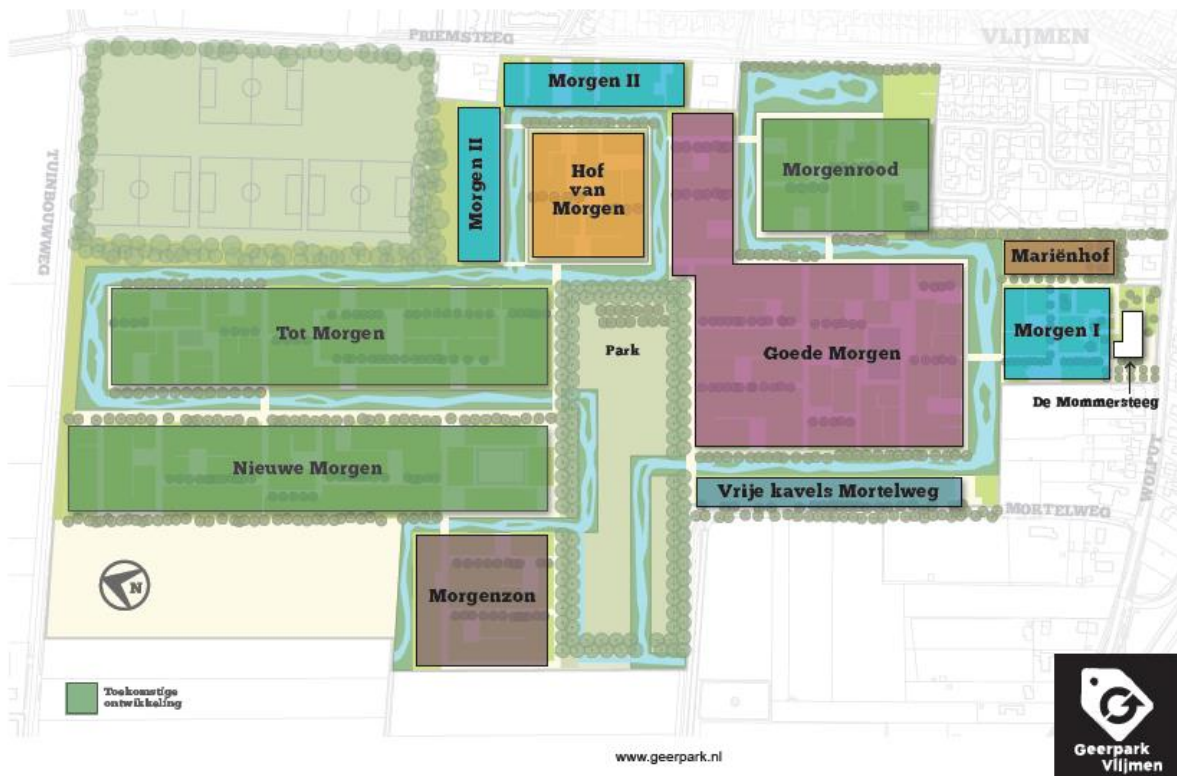 PRIEMSTEEG
VLIJMEN
Morgen II
Morgen II
Hof
van
Morgen
Morgenrood
TUINBOUWWEG
Mariënhof
Tot Morgen
Park
Goede Morgen
Morgen I
De Mommersteeg
Nieuwe Morgen
Vrije kavels Mortelweg
WOLPUT
MORTELWEG
N
Morgenzon
Toekomstige
ontwikkeling
www.geerpark.nl
Geerpark
Vlijmen